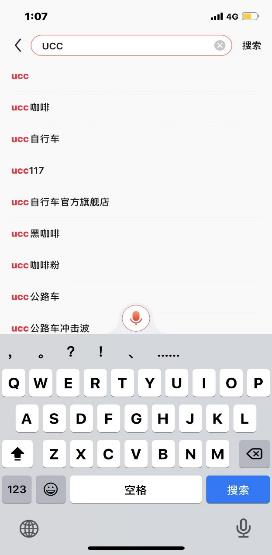 1:07 4G
UCC 搜索
ucc
ucc咖啡
ucc自行车
ucc117
ucc自行车官方旗舰店
ucc黑咖啡
ucc咖啡粉
ucc公路车
ucc公路车冲击波
， 。 ？ ！ 、 ……
Q W E R T Y U I O P
A S D F G H J K L
Z X C V B N M
123 空格 搜索